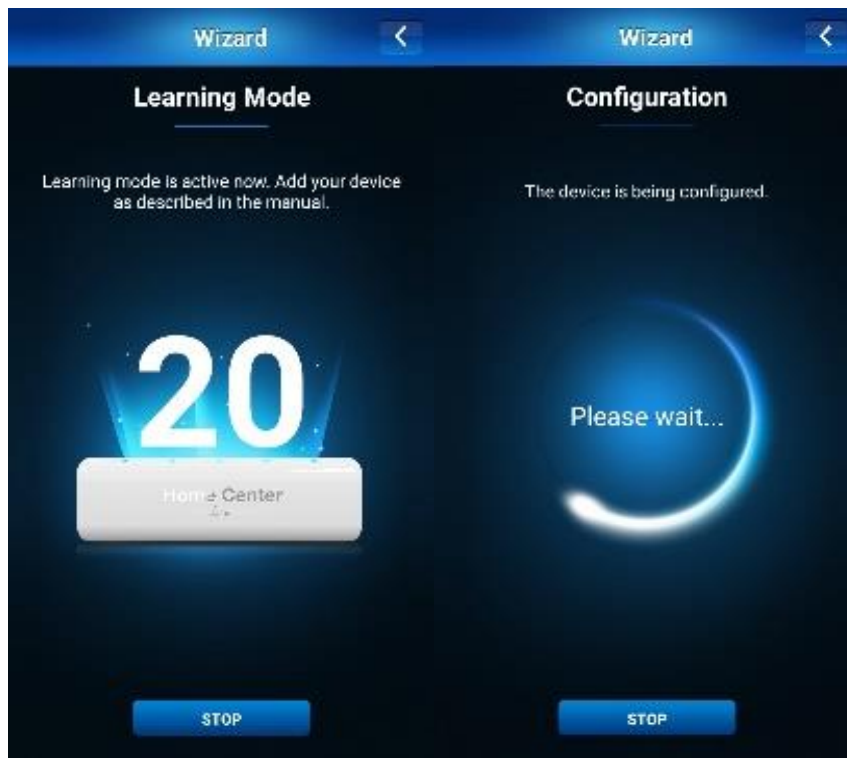 Wizard
Learning Mode
Learning mode is active now. Add your device
as described in the manual.
20
Home Center
STOP
Wizard
Configuration
The device is being configured.
Please wait...
STOP